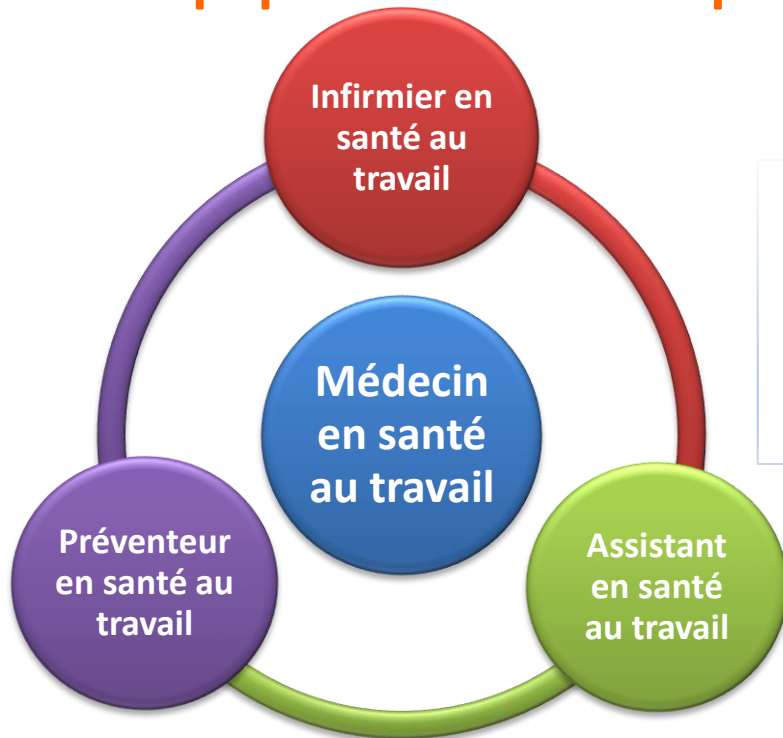 Infirmier en
santé au
travail
Médecin
en santé
au travail
Préventeur
en santé au
travail
Assistant
en santé
au travail